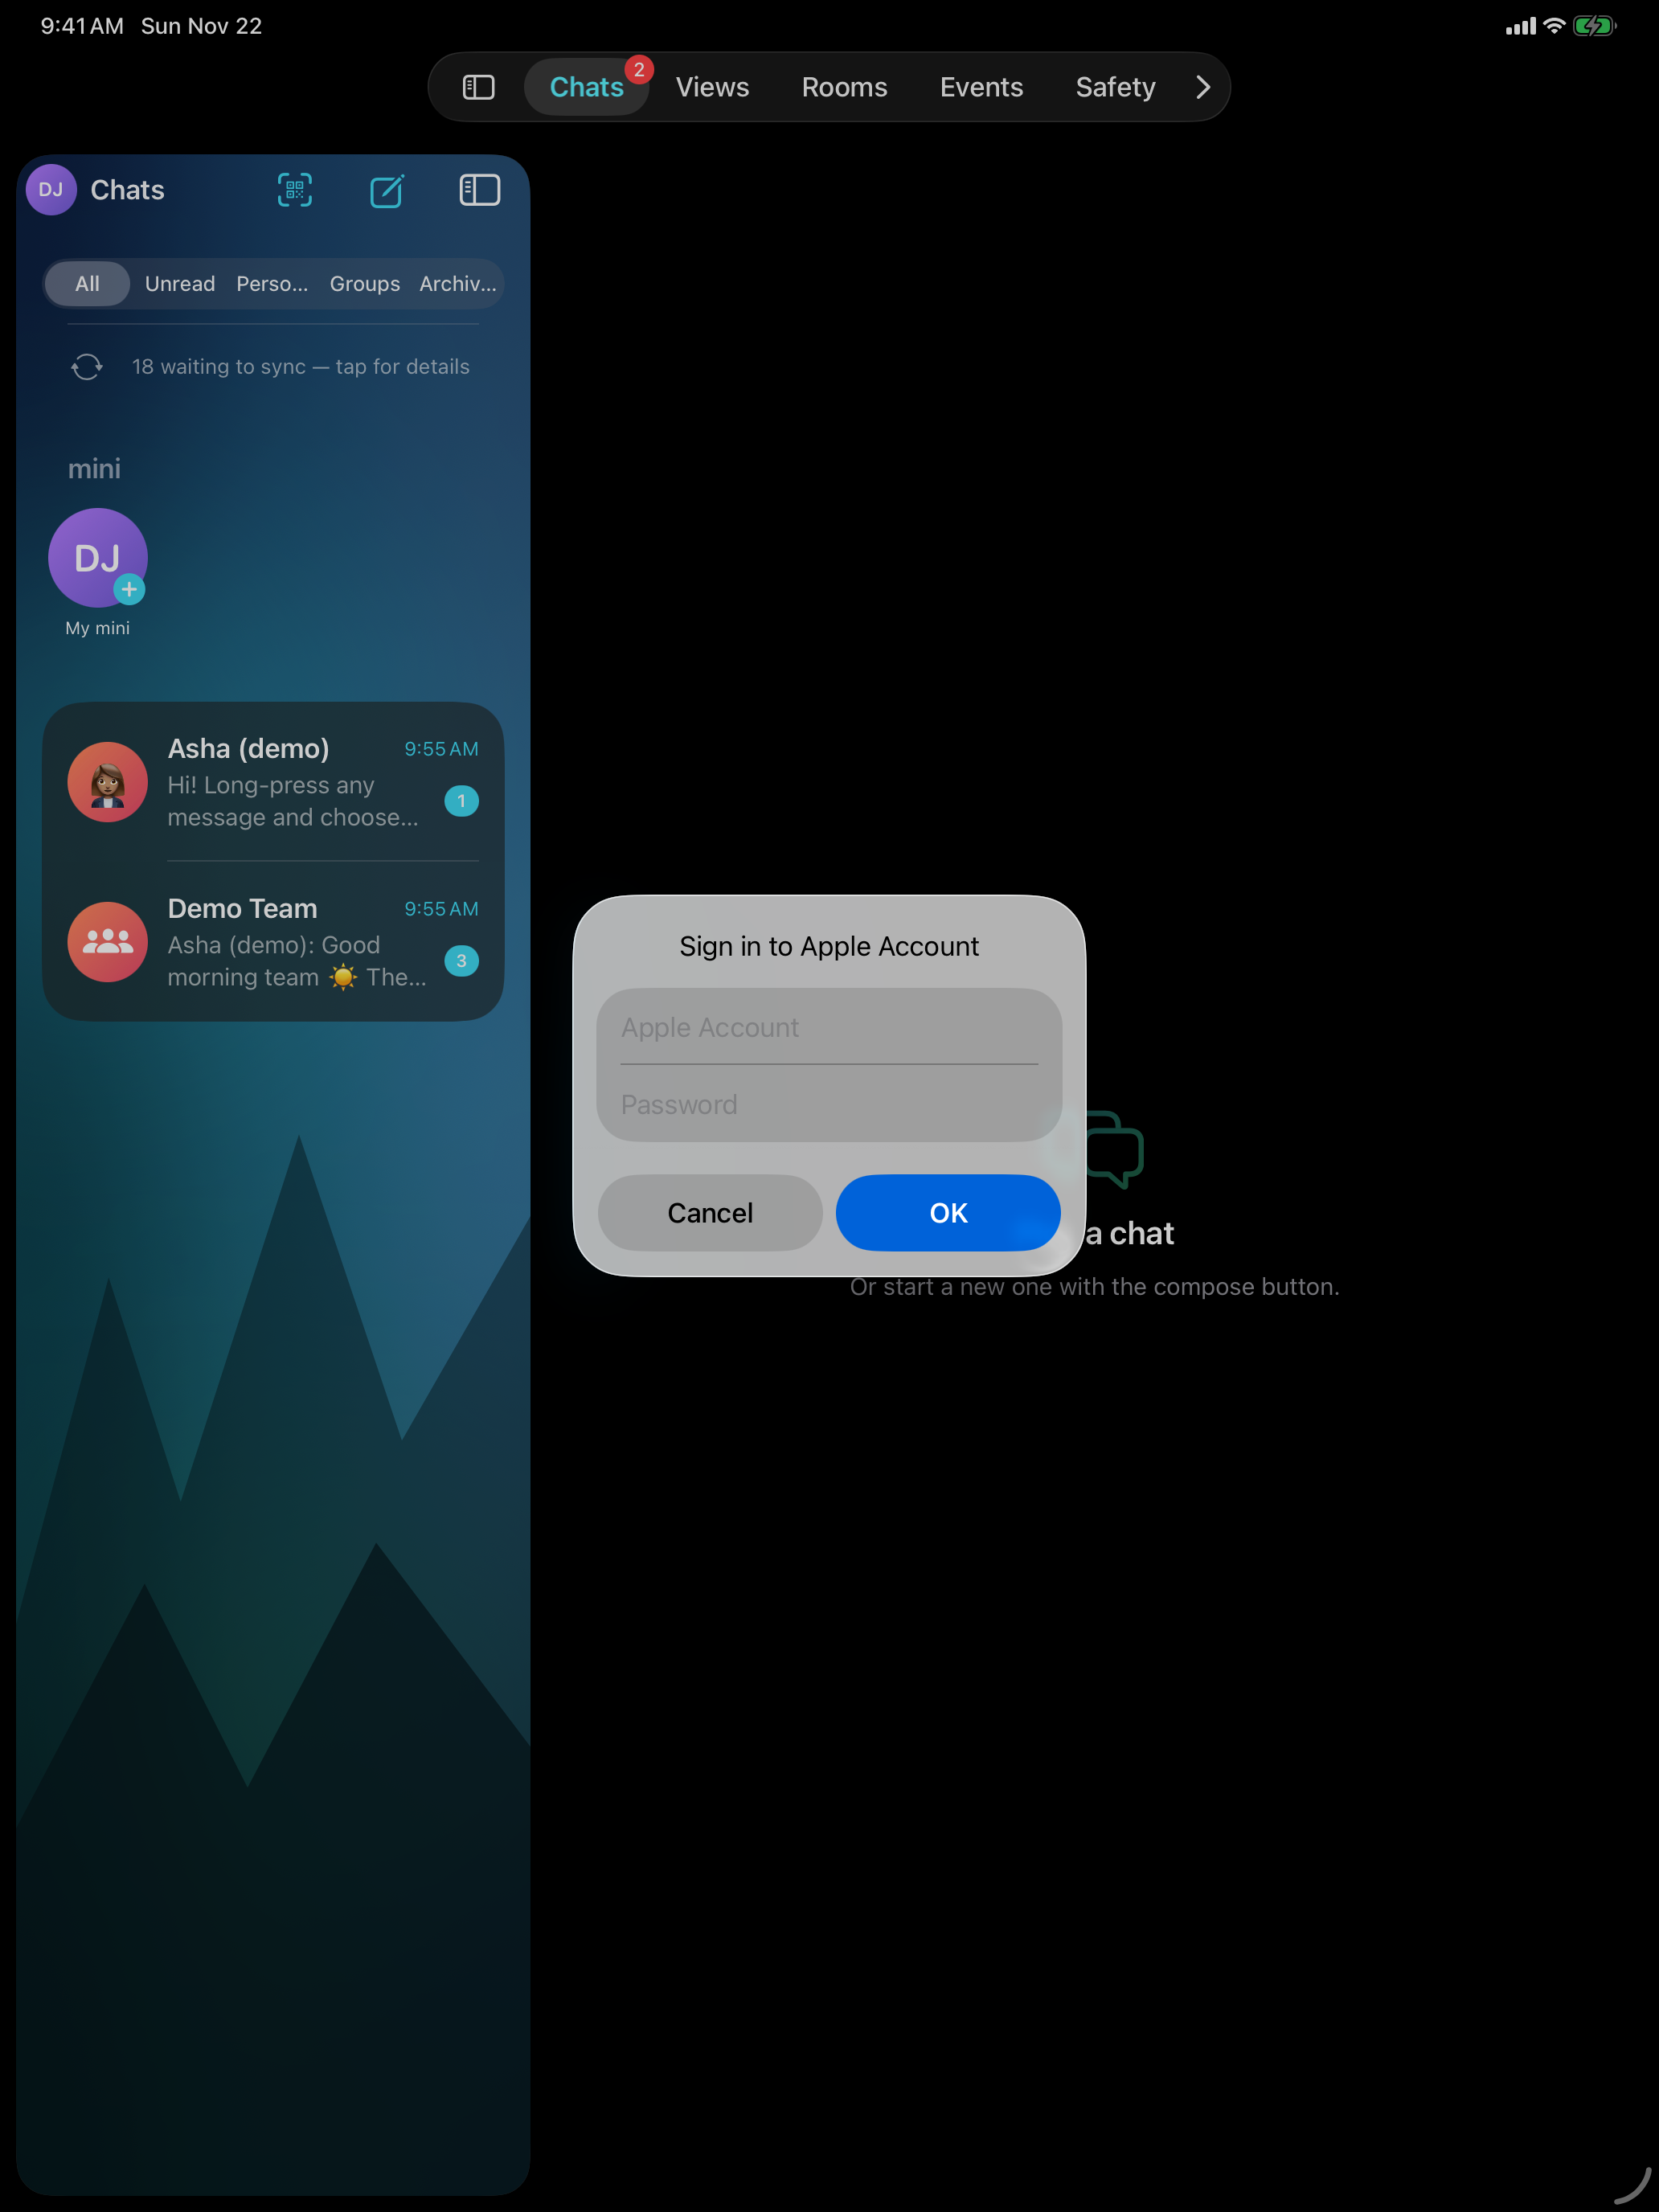 9:41 AM Sun Nov 22
Chats 2 Views Rooms Events Safety
DJ Chats
All Unread Perso... Groups Archiv...
18 waiting to sync — tap for details
mini
DJ
My mini
Asha (demo) 9:55 AM
Hi! Long-press any
message and choose... 1
Demo Team 9:55 AM
Asha (demo): Good
morning team ☀️ The... 3
Sign in to Apple Account
Apple Account
Password
Cancel OK
a chat
Or start a new one with the compose button.